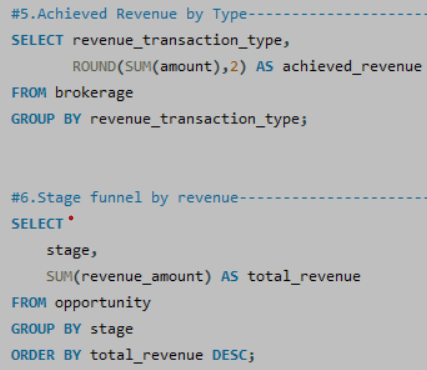 #5.Achieved Revenue by Type-----------------------
SELECT revenue_transaction_type,
ROUND(SUM(amount),2) AS achieved_revenue
FROM brokerage
GROUP BY revenue_transaction_type;
#6.Stage funnel by revenue------------------------
SELECT
stage,
SUM(revenue_amount) AS total_revenue
FROM opportunity
GROUP BY stage
ORDER BY total_revenue DESC;